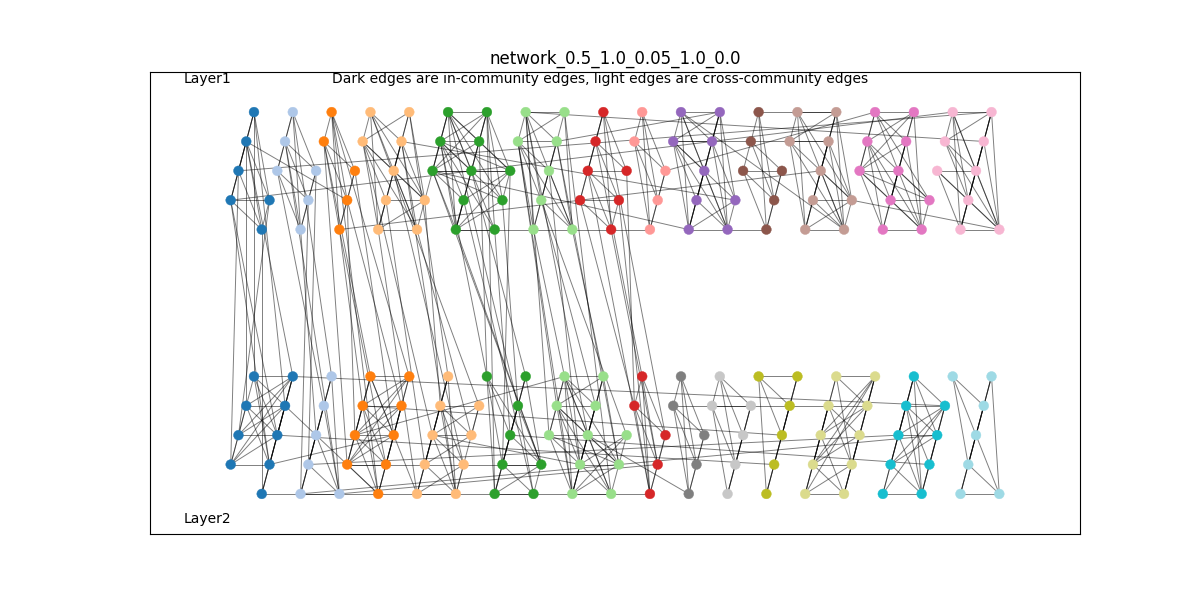 network_0.5_1.0_0.05_1.0_0.0
Layer1
Dark edges are in-community edges, light edges are cross-community edges
Layer2